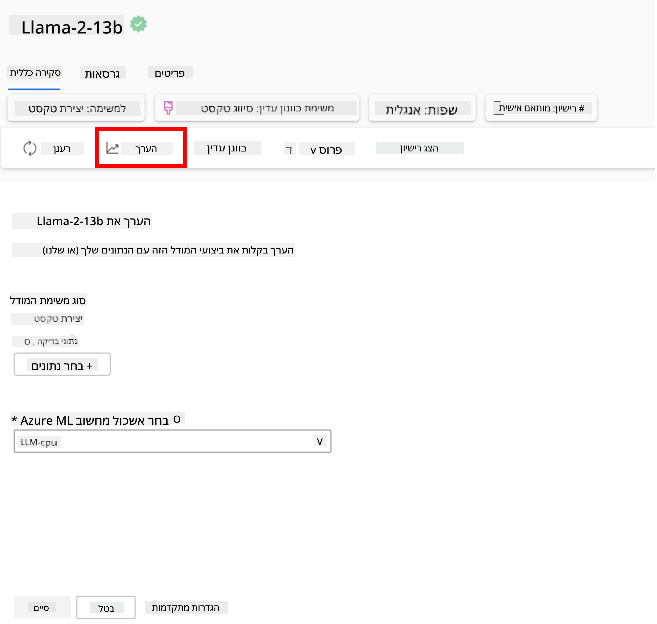 Llama-2-13b
סקירה כללית גרסאות פריטים
למשימה: יצירת טקסט משימת כוונון עדין: סיווג טקסט שפות: אנגלית # רישיון: מותאם אישית
רענן הערך כוונון עדין פרוס v ד הצג רישיון
הערך את Llama-2-13b
הערך בקלות את ביצועי המודל הזה עם הנתונים שלך (או שלנו)
סוג משימת המודל
יצירת טקסט
נתוני בדיקה . ס
+ בחר נתונים
* Azure ML בחר אשכול מחשוב O
LLM-cpu V
סיים בטל הגדרות מתקדמות